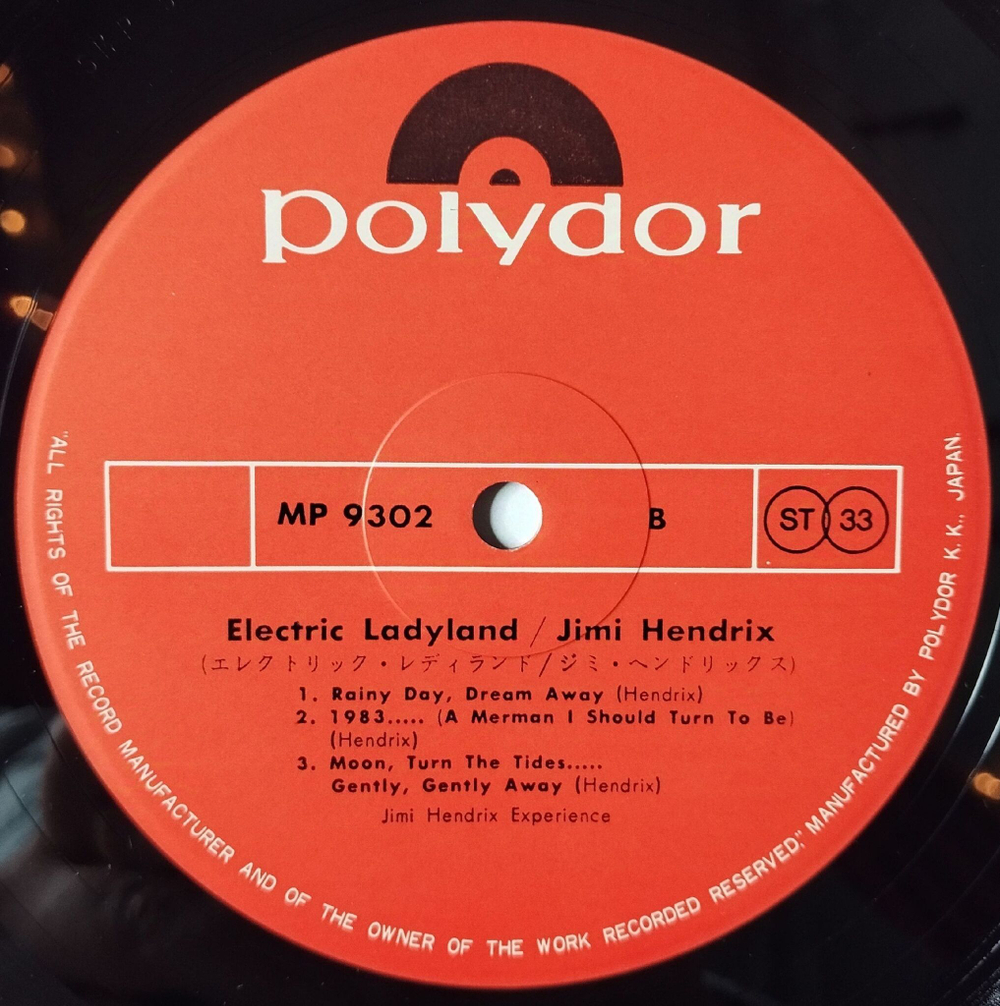 polydor
MP 9302 B ST 33
Electric Ladyland / Jimi Hendrix
(エレクトリック・レディランド/ジミ・ヘンドリックス)
1. Rainy Day, Dream Away (Hendrix)
2. 1983..... (A Merman I Should Turn To Be)
(Hendrix)
3. Moon, Turn The Tides.....
Gently, Gently Away (Hendrix)
Jimi Hendrix Experience
"ALL RIGHTS OF THE RECORD MANUFACTURER AND OF THE OWNER OF THE WORK RECORDED RESERVED," MANUFACTURED BY POLYDOR K.K., JAPAN.